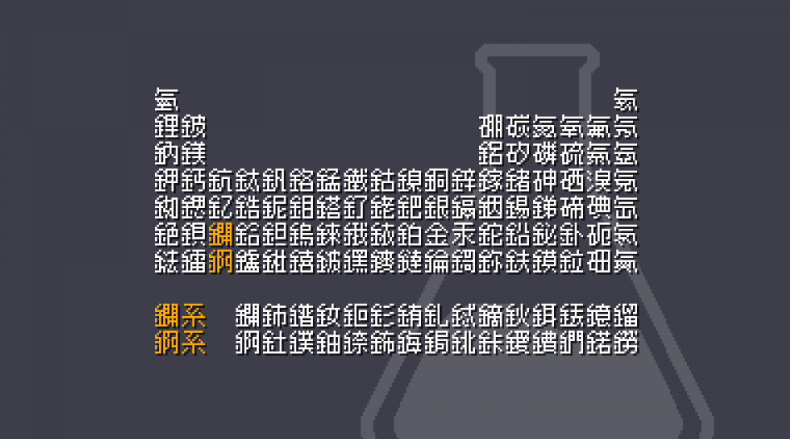 氫 氦
鋰鈹 硼碳氮氧氟氖
鈉鎂 鋁矽磷硫氯氬
鉀鈣鈧鈦釩鉻錳鐵鈷鎳銅鋅鎵鍺砷硒溴氪
銣鍶釔鋯鈮鉬鎝釕銠鈀銀鎘銦錫銻碲碘氙
銫鋇鑭鉿鉭鎢錸鋨銥鉑金汞鉈鉛鉍釙砈氡
鍅鐳錒鑪𨧀𨭎𨨏𨭆䥑鐽錀鎶鉨鈇鏌鉝鿬鿫
鑭系 鑭鈰鐠釹鉕釤銪釓鋱鏑鈥鉺銩鐿鎦
錒系 錒釷鏷鈾錼鈽鋂鋦鉳鉲鑀鐨鍆鍩鐒